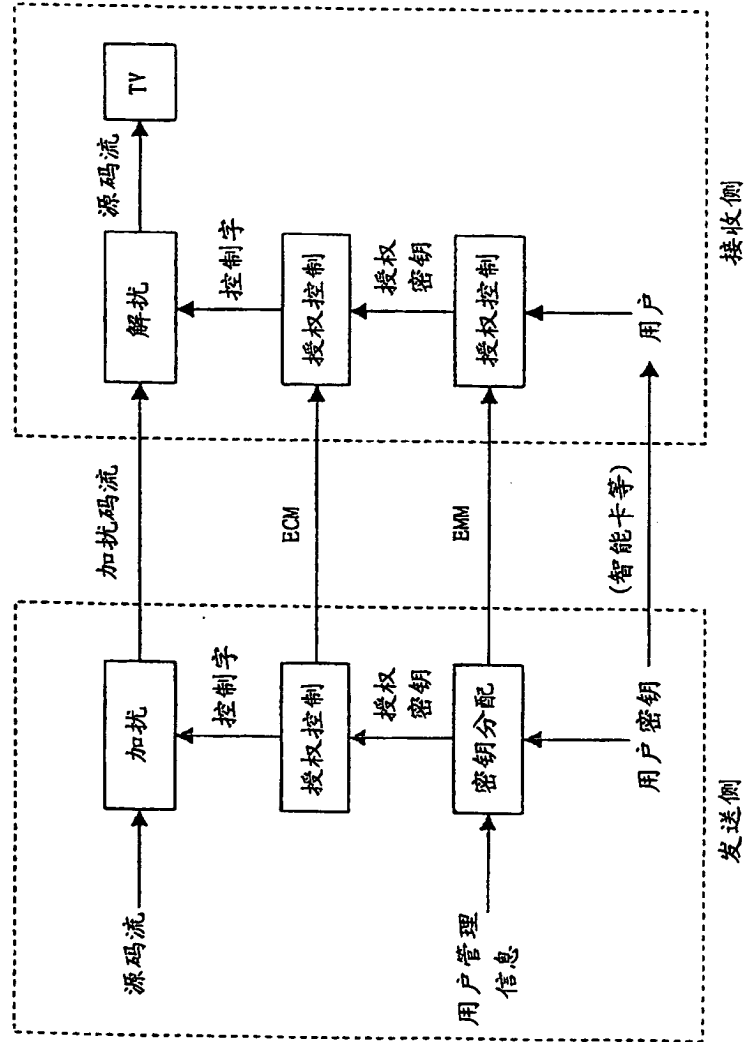 源码流
加扰
加扰码流
解扰
源码流
TV
控制字
控制字
授权控制
ECM
授权控制
授权
密钥
授权
密钥
用户管理
信息
密钥分配
EMM
授权控制
用户密钥
(智能卡等)
用户
发送侧
接收侧